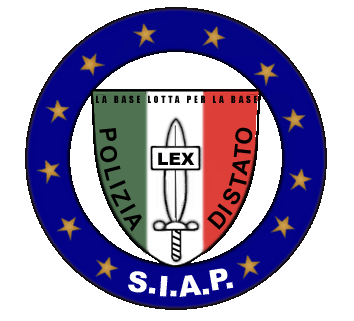 LA BASE LOTTA PER LA BASE
POLIZIA
LEX
DI STATO
S.I.A.P.